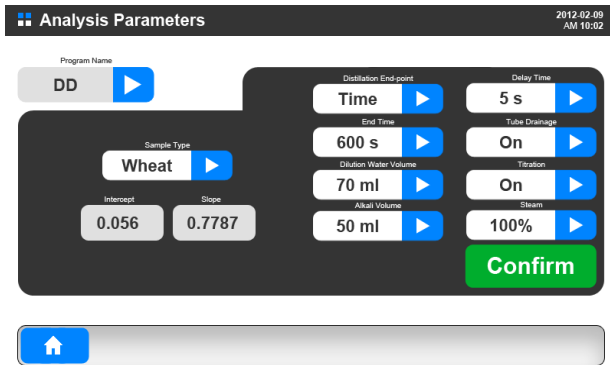 Analysis Parameters
2012-02-09
AM 10:02
Program Name
DD
Sample Type
Wheat
Intercept
Slope
0.056
0.7787
Distillation End-point
Time
End Time
600 s
Dilution Water Volume
70 ml
Alkali Volume
50 ml
Delay Time
5 s
Tube Drainage
On
Titration
On
Steam
100%
Confirm